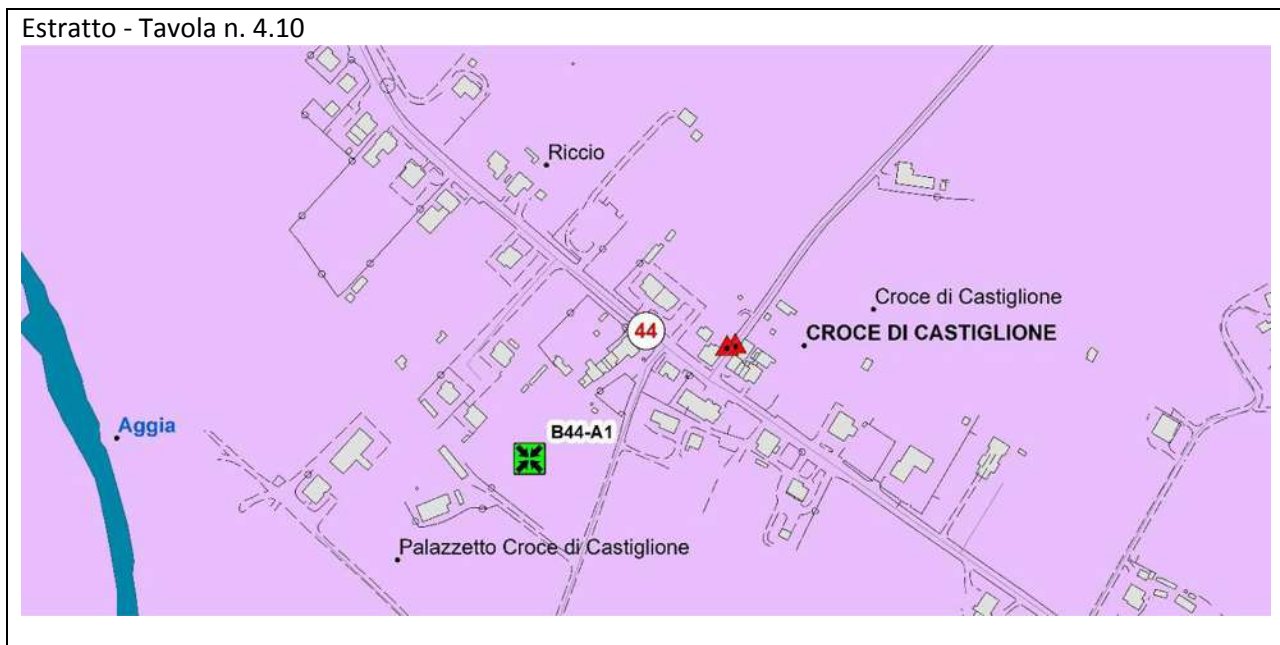 Estratto - Tavola n. 4.10
Riccio
Croce di Castiglione
44
CROCE DI CASTIGLIONE
Aggia
B44-A1
Palazzetto Croce di Castiglione